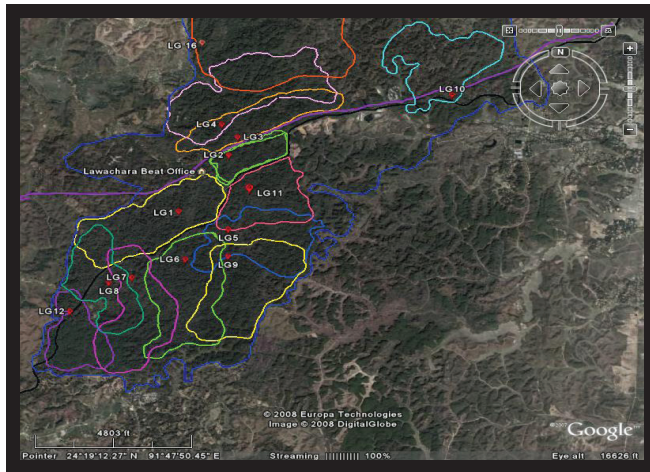 LG 16
N
LG10
LG4
LG3
LG2
Lawachara Beat Office
LG11
LG1
LG5
LG6
LG9
LG7
LG8
LG12
© 2008 Europa Technologies
Image © 2008 DigitalGlobe
Google
4803 ft
Pointer 24°19'12.27" N 91°47'50.45" E Streaming ||||||||| 100% Eye alt 16626 ft